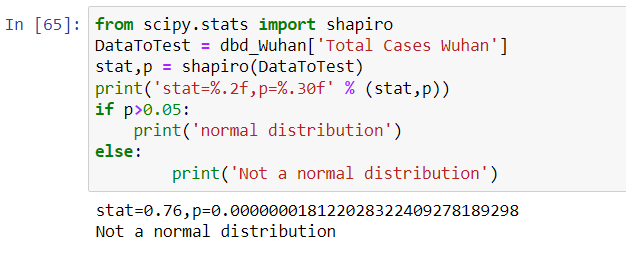 In [65]: from scipy.stats import shapiro
DataToTest = dbd_Wuhan['Total Cases Wuhan']
stat,p = shapiro(DataToTest)
print('stat=%.2f,p=%.30f' % (stat,p))
if p>0.05:
    print('normal distribution')
else:
        print('Not a normal distribution')
stat=0.76,p=0.000000018122028322409278189298
Not a normal distribution